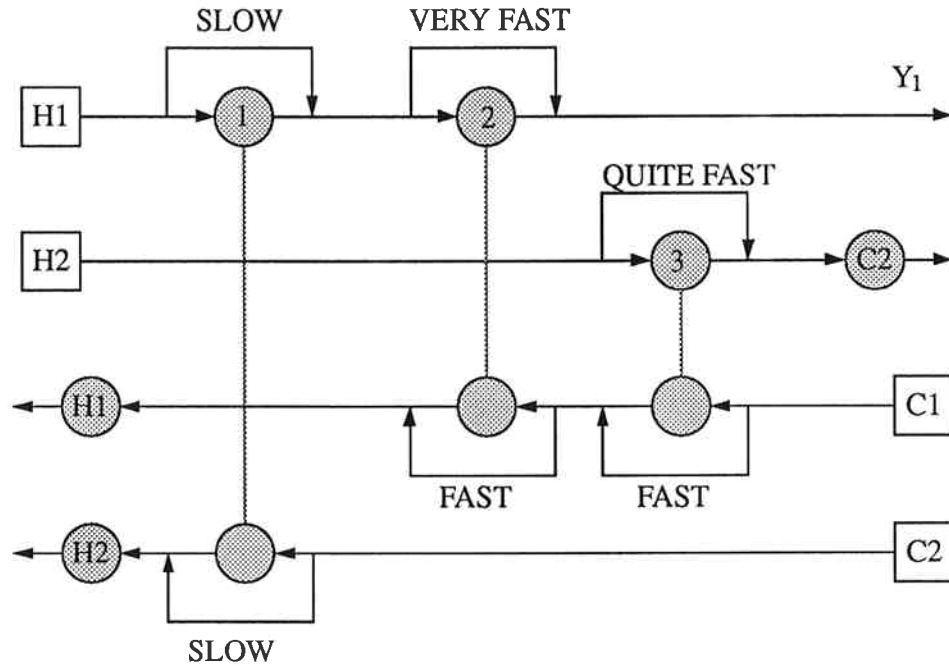 SLOW
VERY FAST
Y1
H1
1
2
QUITE FAST
H2
3
C2
H1
C1
FAST
FAST
H2
C2
SLOW